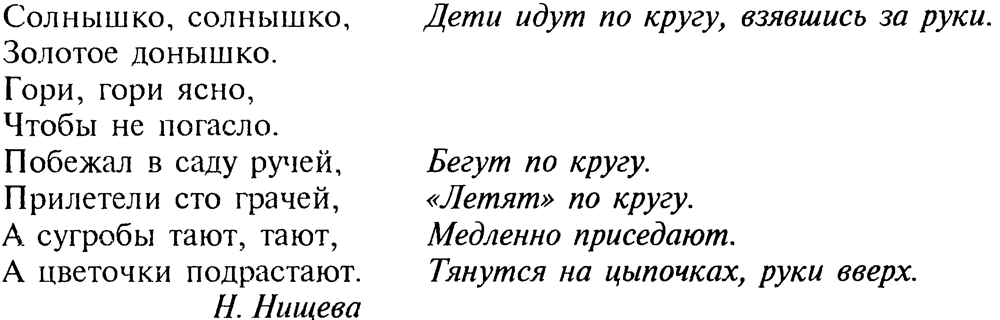 Солнышко, солнышко, Дети идут по кругу, взявшись за руки.
Золотое донышко.
Гори, гори ясно,
Чтобы не погасло.
Побежал в саду ручей, Бегут по кругу.
Прилетели сто грачей, «Летят» по кругу.
А сугробы тают, тают, Медленно приседают.
А цветочки подрастают. Тянутся на цыпочках, руки вверх.
Н. Нищева